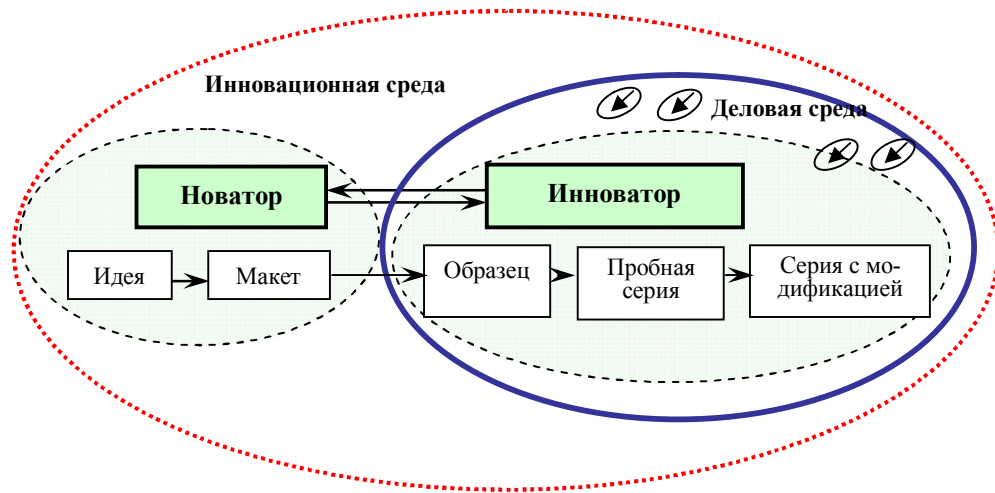 Инновационная среда
Деловая среда
Новатор
Инноватор
Идея
Макет
Образец
Пробная
серия
Серия с мо-
дификацией